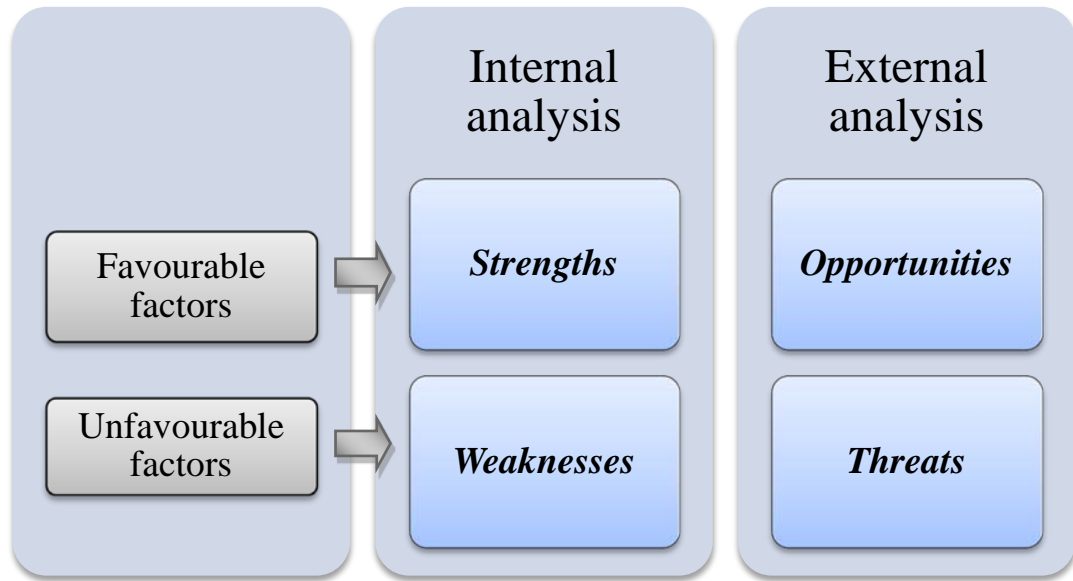 Internal
analysis
External
analysis
Favourable
factors
Strengths
Opportunities
Unfavourable
factors
Weaknesses
Threats